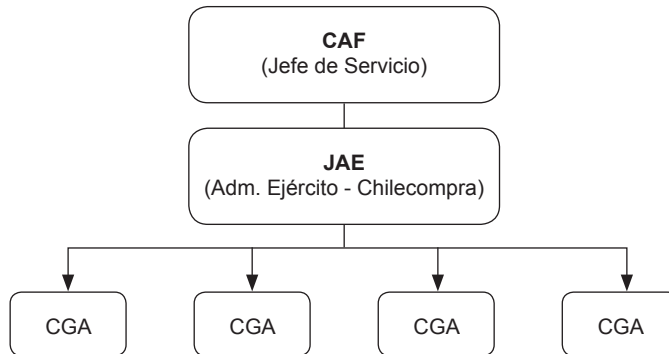 CAF
(Jefe de Servicio)
JAE
(Adm. Ejército - Chilecompra)
CGA
CGA
CGA
CGA